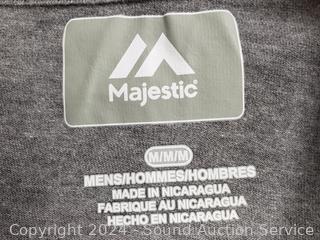 Majestic
M/M/M
MENS/HOMMES/HOMBRES
MADE IN NICARAGUA
FABRIQUE AU NICARAGUA
HECHO EN NICARAGUA
Copyright 2024 - Sound Auction Service